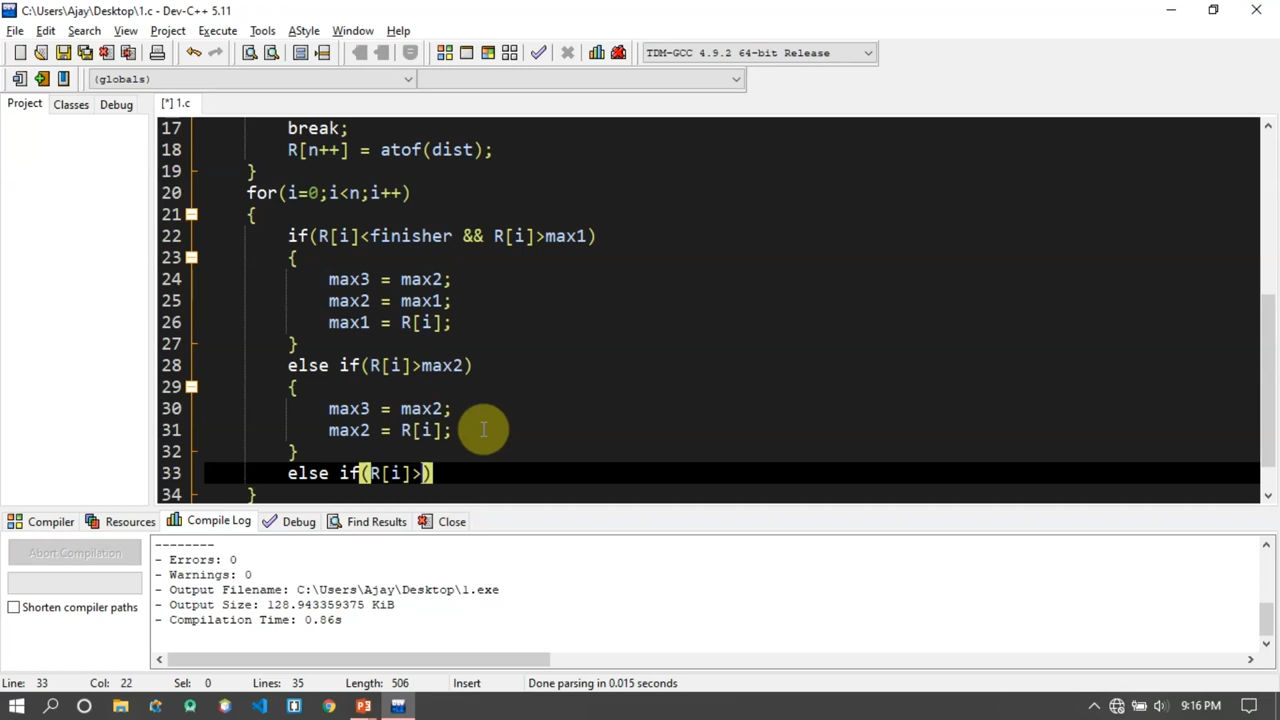 C:\Users\Ajay\Desktop\1.c - Dev-C++ 5.11
File Edit Search View Project Execute Tools AStyle Window Help
TDM-GCC 4.9.2 64-bit Release
(globals)
Project Classes Debug [*] 1.c
17 break;
18 R[n++] = atof(dist);
19 }
20 for(i=0;i<n;i++)
21 {
22 if(R[i]<finisher && R[i]>max1)
23 {
24 max3 = max2;
25 max2 = max1;
26 max1 = R[i];
27 }
28 else if(R[i]>max2)
29 {
30 max3 = max2;
31 max2 = R[i];
32 }
33 else if(R[i]>)
34 }
Compiler Resources Compile Log Debug Find Results Close
Abort Compilation
Shorten compiler paths
--------
- Errors: 0
- Warnings: 0
- Output Filename: C:\Users\Ajay\Desktop\1.exe
- Output Size: 128.943359375 KiB
- Compilation Time: 0.86s
Line: 33 Col: 22 Sel: 0 Lines: 35 Length: 506 Insert Done parsing in 0.015 seconds
9:16 PM